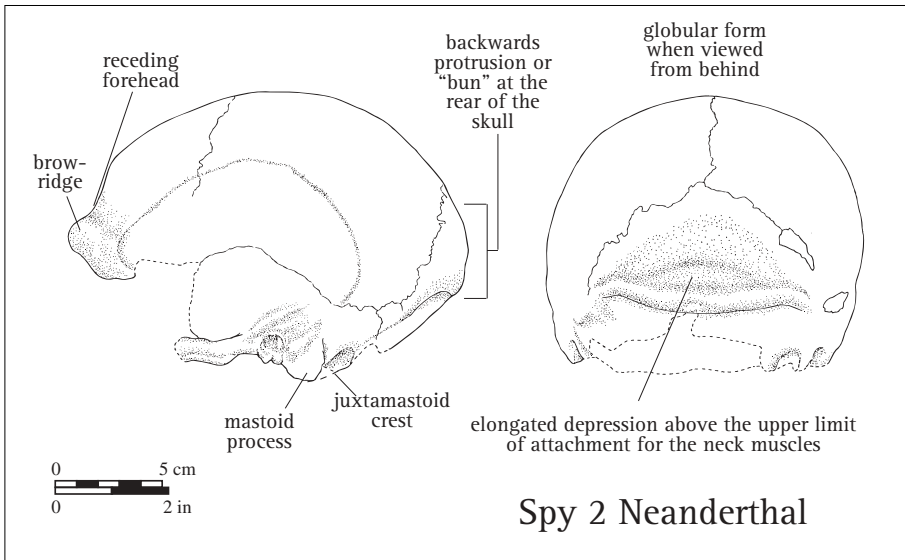 receding
forehead
brow-
ridge
backwards
protrusion or
“bun” at the
rear of the
skull
globular form
when viewed
from behind
mastoid
process
juxtamastoid
crest
elongated depression above the upper limit
of attachment for the neck muscles
0 5 cm
0 2 in
Spy 2 Neanderthal